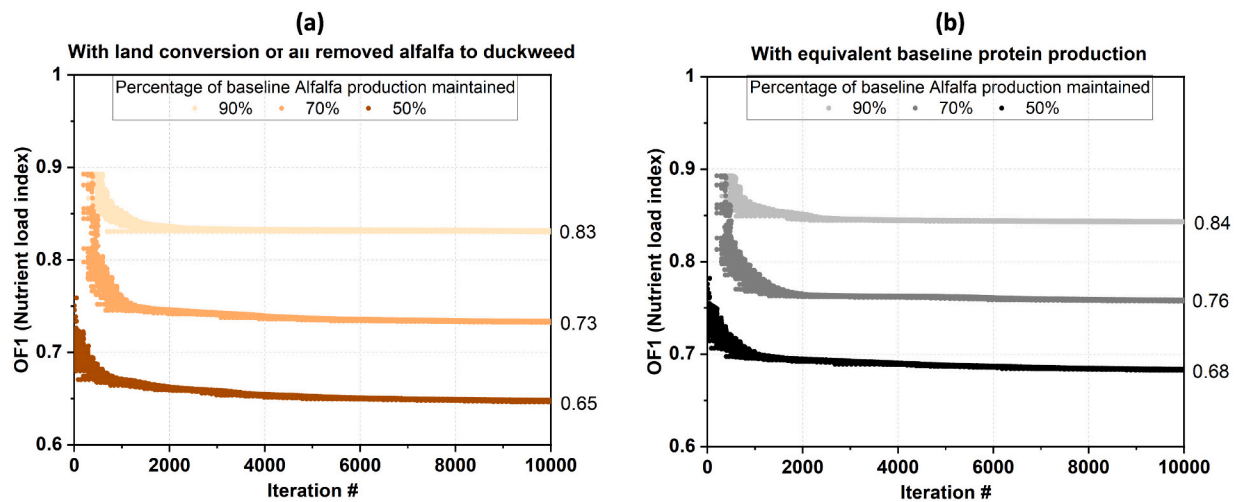 (a)
With land conversion of all removed alfalfa to duckweed
Percentage of baseline Alfalfa production maintained
90% 70% 50%
1
0.9
0.8
0.7
0.6
OF1 (Nutrient load index)
0.83
0.73
0.65
0 2000 4000 6000 8000 10000
Iteration #
(b)
With equivalent baseline protein production
Percentage of baseline Alfalfa production maintained
90% 70% 50%
1
0.9
0.8
0.7
0.6
OF1 (Nutrient load index)
0.84
0.76
0.68
0 2000 4000 6000 8000 10000
Iteration #